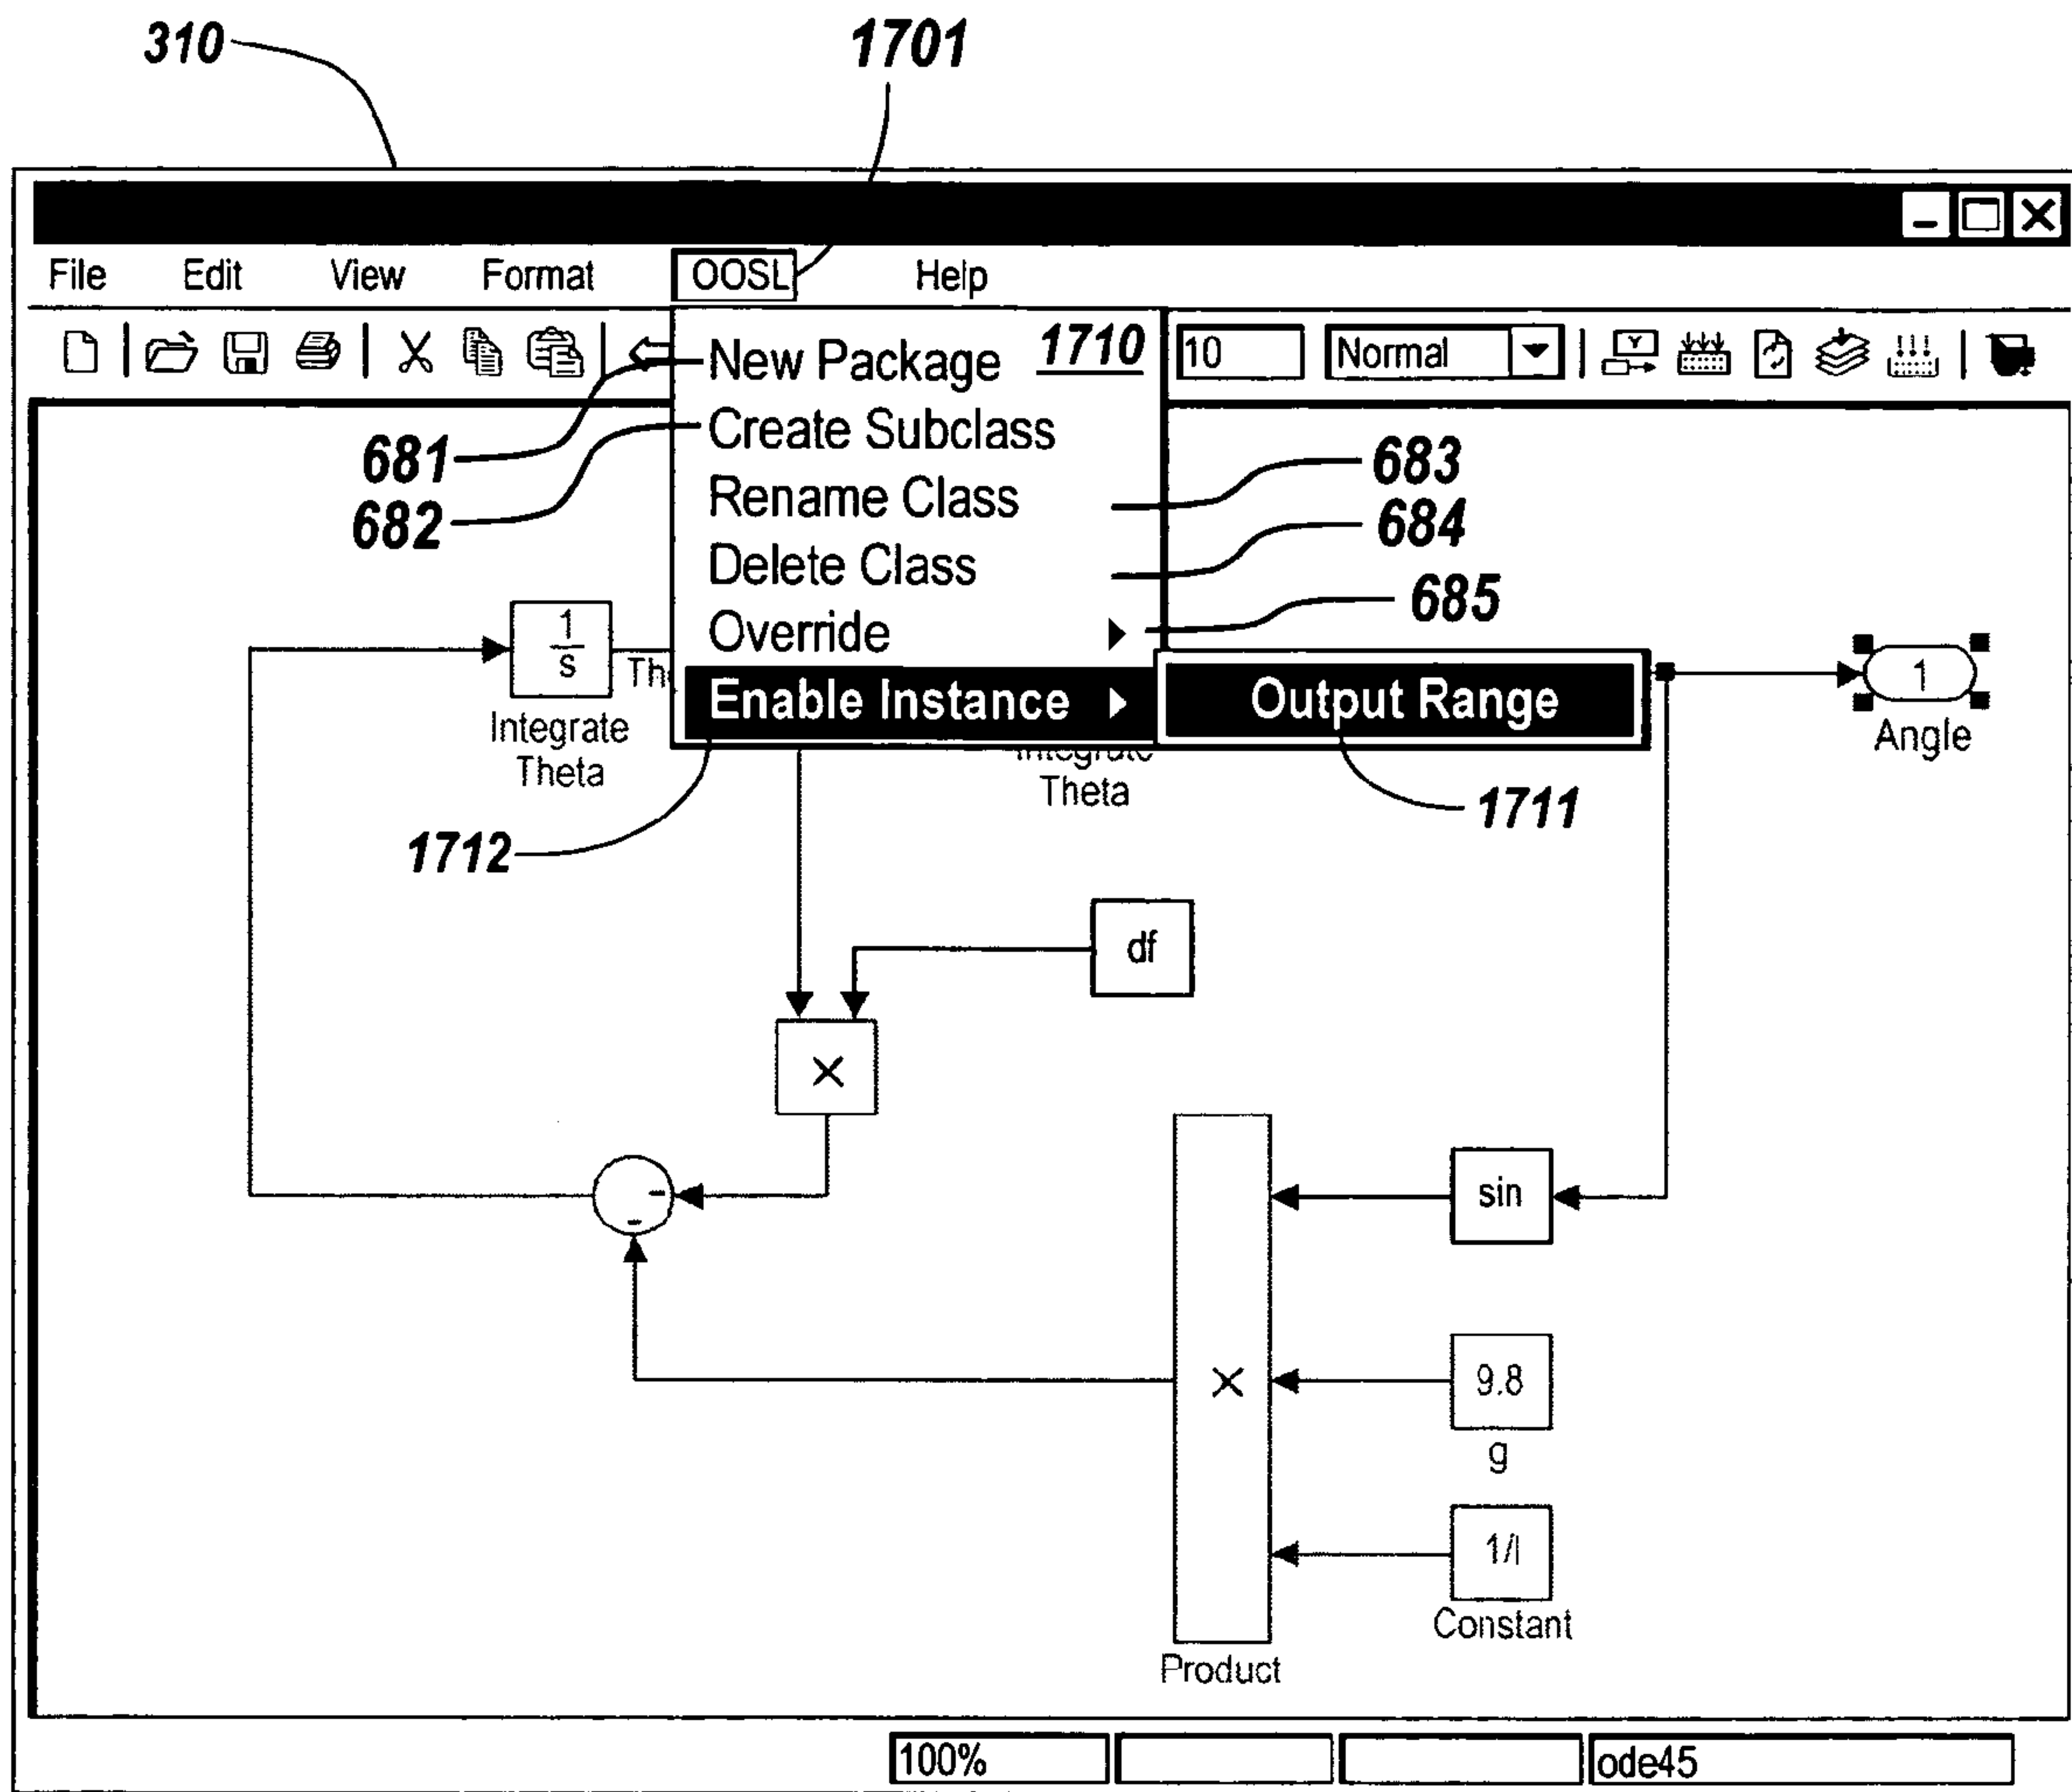 310
1701
File Edit View Format OOSL Help
New Package 1710
10
Normal
Create Subclass
681
Rename Class
683
682
Delete Class
684
Override
685
1
s
Th
Enable Instance
Output Range
1
Integrate
Theta
Angle
Theta
1711
1712
df
×
sin
-
-
×
9.8
g
1/l
Constant
Product
100%
ode45